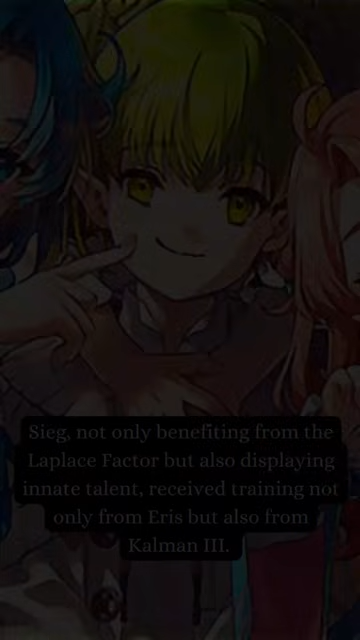 Sieg, not only benefiting from the
Laplace Factor but also displaying
innate talent, received training not
only from Eris but also from
Kalman III.